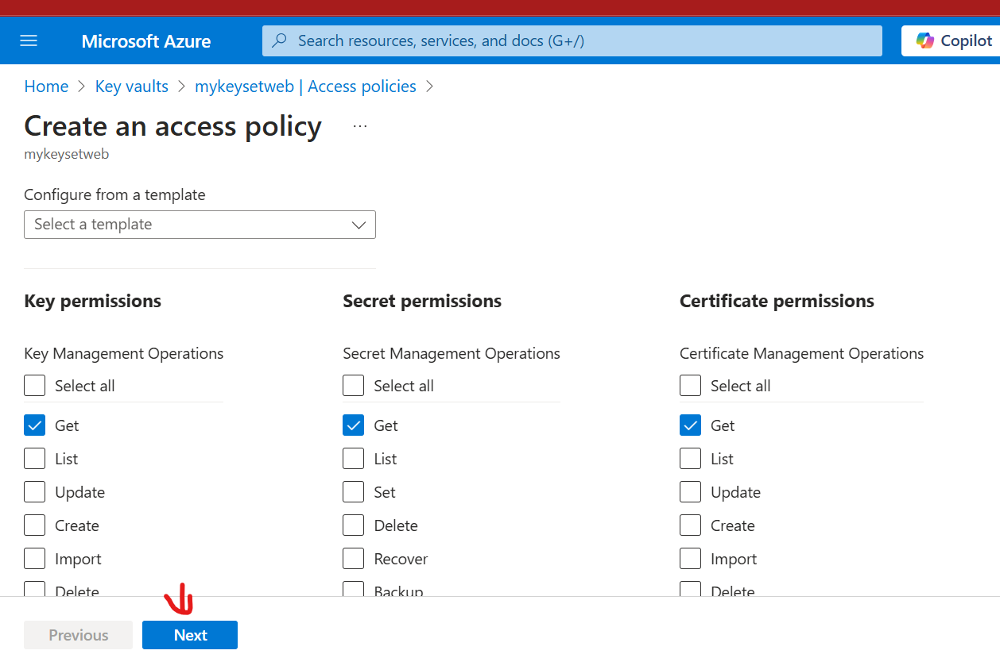 Microsoft Azure
Search resources, services, and docs (G+/)
Copilot
Home > Key vaults > mykeysetweb | Access policies >
Create an access policy ...
mykeysetweb
Configure from a template
Select a template
Key permissions
Key Management Operations
Select all
Get
List
Update
Create
Import
Delete
Secret permissions
Secret Management Operations
Select all
Get
List
Set
Delete
Recover
Backup
Certificate permissions
Certificate Management Operations
Select all
Get
List
Update
Create
Import
Delete
Previous
Next